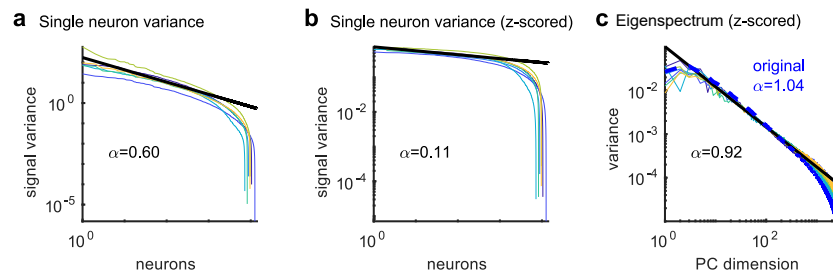 a Single neuron variance
signal variance
10^0
10^-5
α=0.60
10^0
neurons
b Single neuron variance (z-scored)
signal variance
10^-2
10^-4
α=0.11
10^0
neurons
c Eigenspectrum (z-scored)
variance
10^-2
10^-3
10^-4
original
α=1.04
α=0.92
10^0
10^2
PC dimension